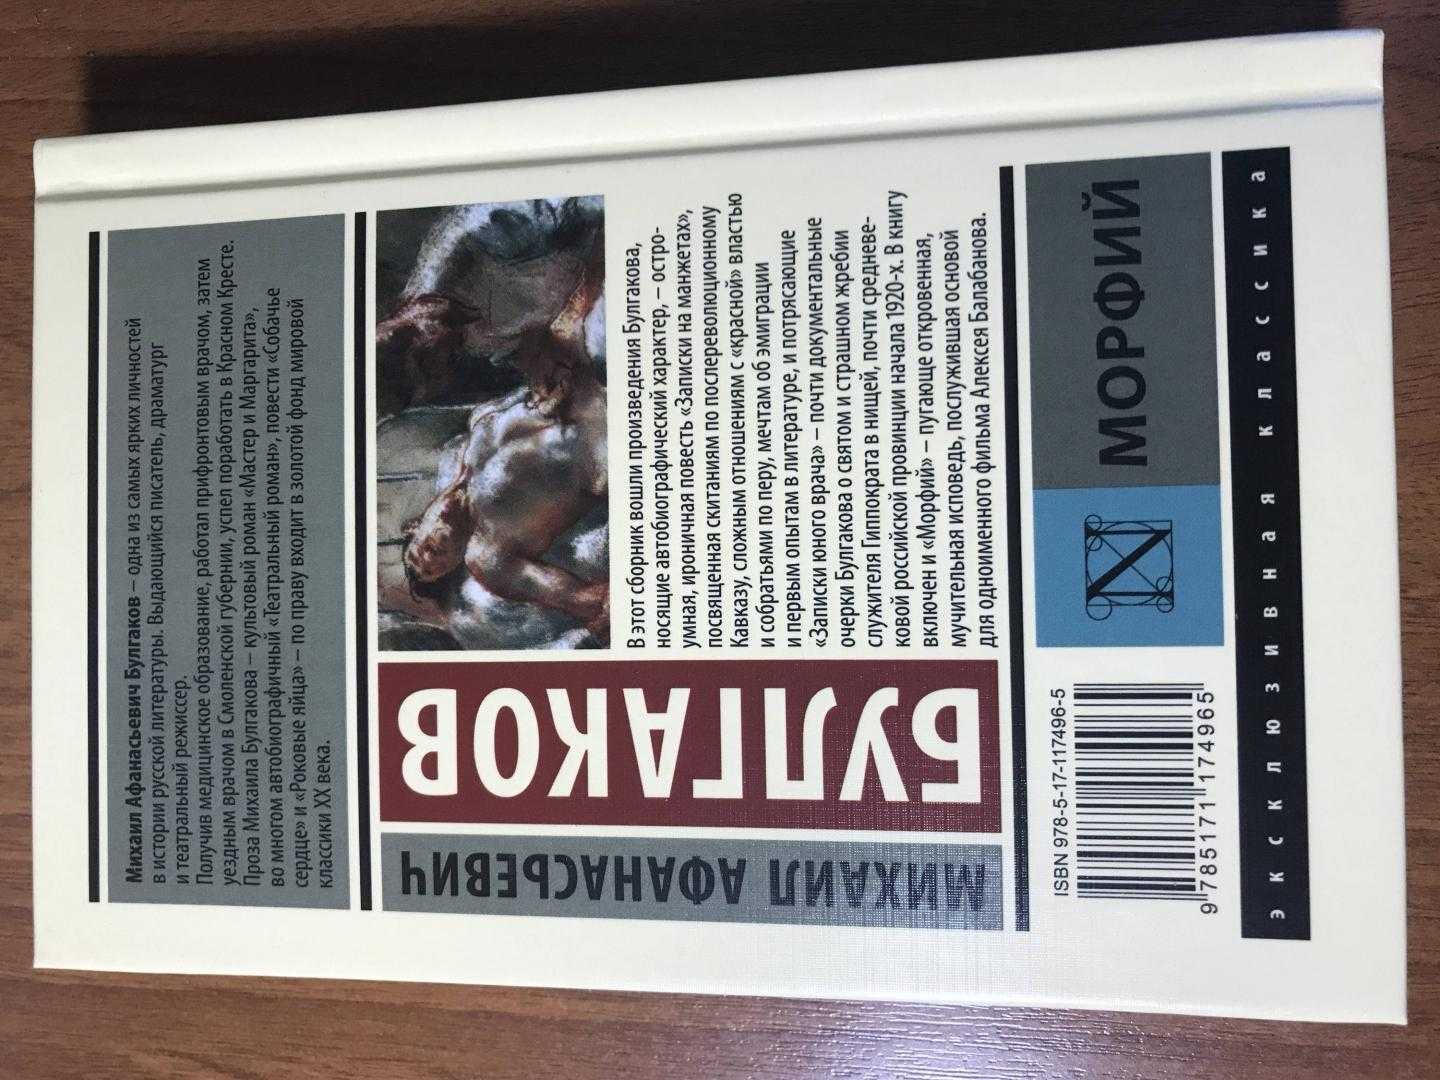 Михаил Афанасьевич Булгаков – одна из самых ярких личностей
в истории русской литературы. Выдающийся писатель, драматург
и театральный режиссер.
Получив медицинское образование, работал прифронтовым врачом, затем
уездным врачом в Смоленской губернии, успел поработать в Красном Кресте.
Проза Михаила Булгакова – культовый роман «Мастер и Маргарита»,
во многом автобиографичный «Театральный роман», повести «Собачье
сердце» и «Роковые яйца» – по праву входит в золотой фонд мировой
классики XX века.
МИХАИЛ АФАНАСЬЕВИЧ
БУЛГАКОВ
В этот сборник вошли произведения Булгакова,
носящие автобиографический характер, – остро-
умная, ироничная повесть «Записки на манжетах»,
посвященная скитаниям по послереволюционному
Кавказу, сложным отношениям с «красной» властью
и собратьями по перу, мечтам об эмиграции
и первым опытам в литературе, и потрясающие
«Записки юного врача» – почти документальные
очерки Булгакова о святом и страшном жребии
служителя Гиппократа в нищей, почти средневе-
ковой российской провинции начала 1920-х. В книгу
включен и «Морфий» – пугающе откровенная,
мучительная исповедь, послужившая основой
для одноименного фильма Алексея Балабанова.
ISBN 978-5-17-117496-5
9 785171 174965
МОРФИЙ
ЭКСКЛЮЗИВНАЯ КЛАССИКА